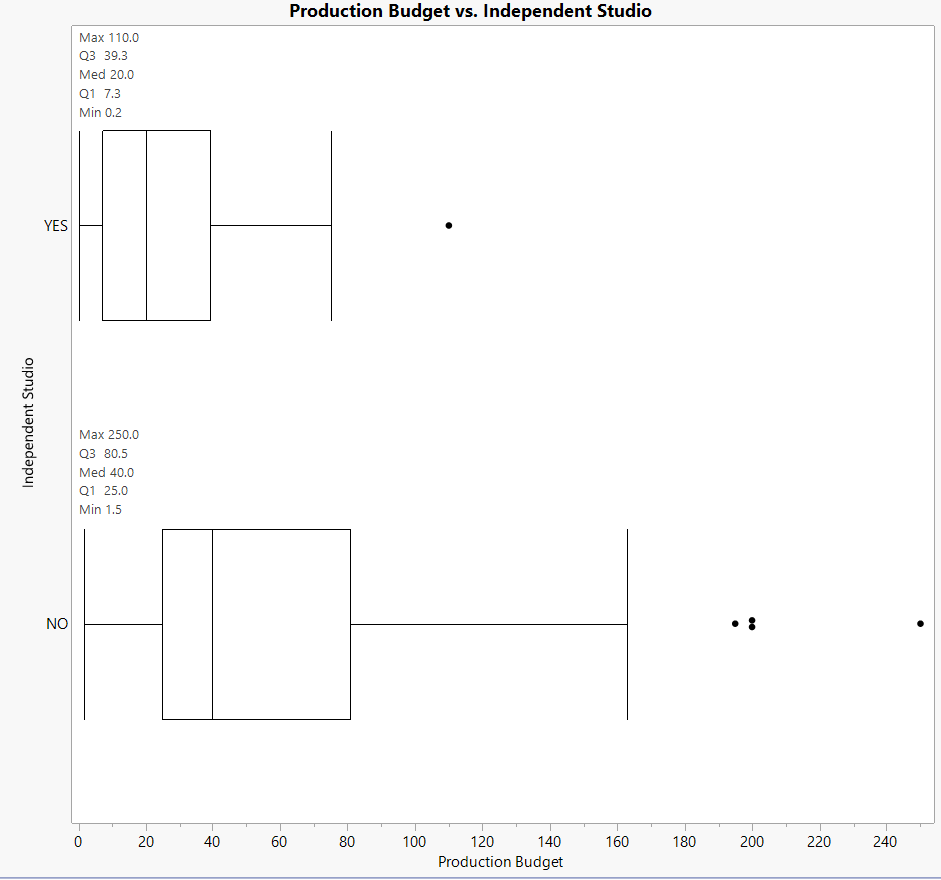 Production Budget vs. Independent Studio
Max 110.0
Q3 39.3
Med 20.0
Q1 7.3
Min 0.2
YES
Independent Studio
Max 250.0
Q3 80.5
Med 40.0
Q1 25.0
Min 1.5
NO
0 20 40 60 80 100 120 140 160 180 200 220 240
Production Budget